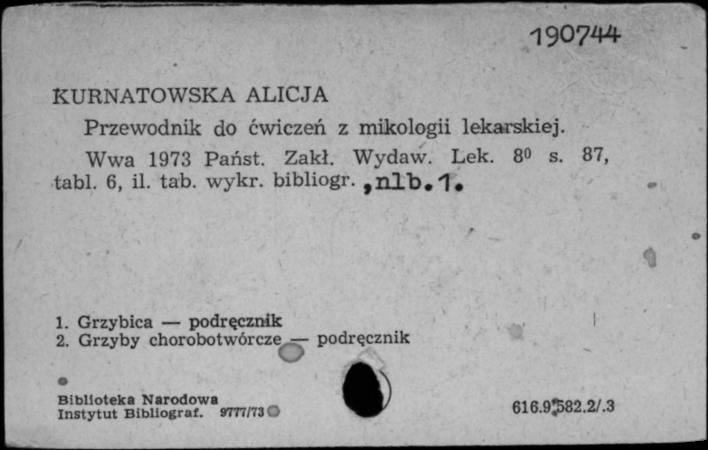 190744
KURNATOWSKA ALICJA
Przewodnik do ćwiczeń z mikologii lekarskiej.
Wwa 1973 Państ. Zakł. Wydaw. Lek. 8⁰ s. 87,
tabl. 6, il. tab. wykr. bibliogr. ,nlb.1.
1. Grzybica — podręcznik
2. Grzyby chorobotwórcze — podręcznik
Biblioteka Narodowa
Instytut Bibliograf. 9777/73
616.9:582.2/.3